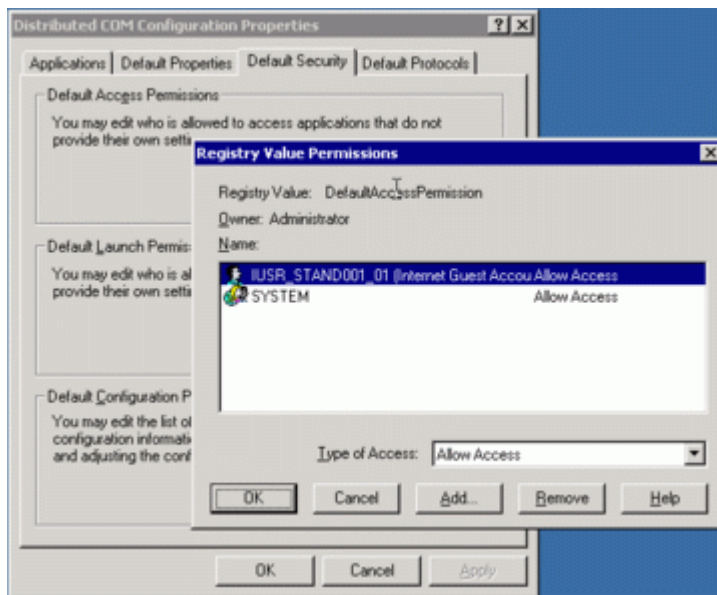 Distributed COM Configuration Properties
Applications
Default Properties
Default Security
Default Protocols
Default Access Permissions
You may edit who is allowed to access applications that do not
provide their own setti
Registry Value Permissions
Registry Value: DefaultAccessPermission
Owner: Administrator
Name:
IUSR_STAND001_01 (Internet Guest Accou Allow Access
SYSTEM Allow Access
Type of Access: Allow Access
OK Cancel Add... Remove Help
Default Launch Permis
You may edit who is al
provide their own setti
Default Configuration P
You may edit the list of
configuration informati
and adjusting the conf
OK Cancel Apply